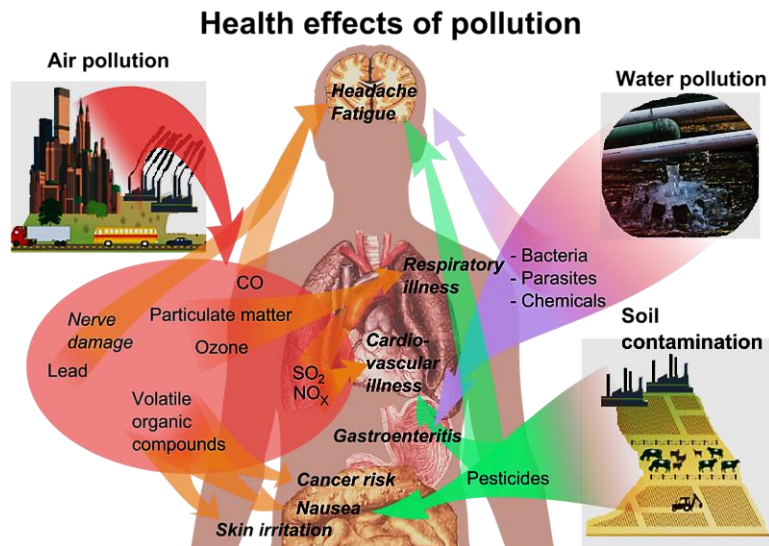 Health effects of pollution
Air pollution
Water pollution
Headache
Fatigue
- Bacteria
- Parasites
- Chemicals
Respiratory
illness
CO
Particulate matter
Nerve
damage
Ozone
Lead
Cardio-
vascular
illness
SO₂
NOₓ
Soil
contamination
Volatile
organic
compounds
Gastroenteritis
Cancer risk
Pesticides
Nausea
Skin irritation